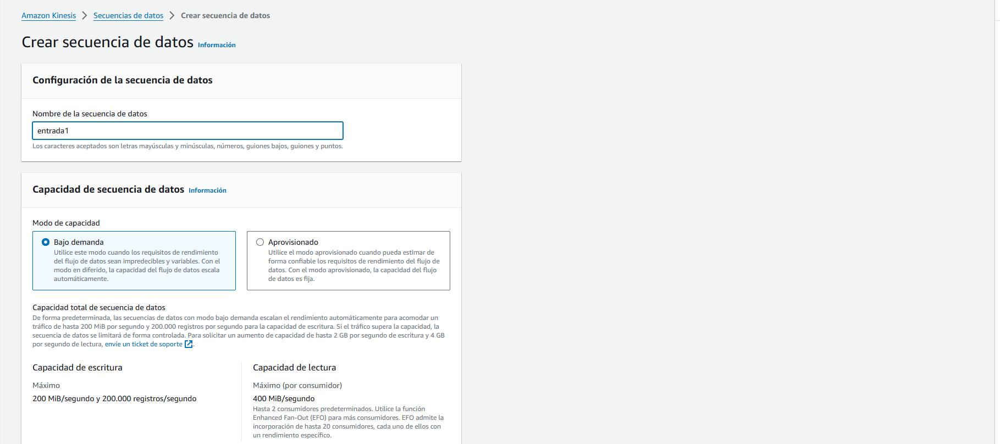 Amazon Kinesis > Secuencias de datos > Crear secuencia de datos
Crear secuencia de datos Información
Configuración de la secuencia de datos
Nombre de la secuencia de datos
entrada1
Los caracteres aceptados son letras mayúsculas y minúsculas, números, guiones bajos, guiones y puntos.
Capacidad de secuencia de datos Información
Modo de capacidad
Bajo demanda
Utilice este modo cuando los requisitos de rendimiento
del flujo de datos sean impredecibles y variables. Con el
modo en diferido, la capacidad del flujo de datos escala
automáticamente.
Aprovisionado
Utilice el modo aprovisionado cuando pueda estimar de
forma confiable los requisitos de rendimiento del flujo de
datos. Con el modo aprovisionado, la capacidad del flujo
de datos es fija.
Capacidad total de secuencia de datos
De forma predeterminada, las secuencias de datos con modo bajo demanda escalan el rendimiento automáticamente para acomodar un
tráfico de hasta 200 MiB por segundo y 200.000 registros por segundo para la capacidad de escritura. Si el tráfico supera la capacidad, la
secuencia de datos se limitará de forma controlada. Para solicitar un aumento de capacidad de hasta 2 GB por segundo de escritura y 4 GB
por segundo de lectura, envíe un ticket de soporte.
Capacidad de escritura
Máximo
200 MiB/segundo y 200.000 registros/segundo
Capacidad de lectura
Máximo (por consumidor)
400 MiB/segundo
Hasta 2 consumidores predeterminados. Utilice la función
Enhanced Fan-Out (EFO) para más consumidores. EFO admite la
incorporación de hasta 20 consumidores, cada uno de ellos con
un rendimiento específico.